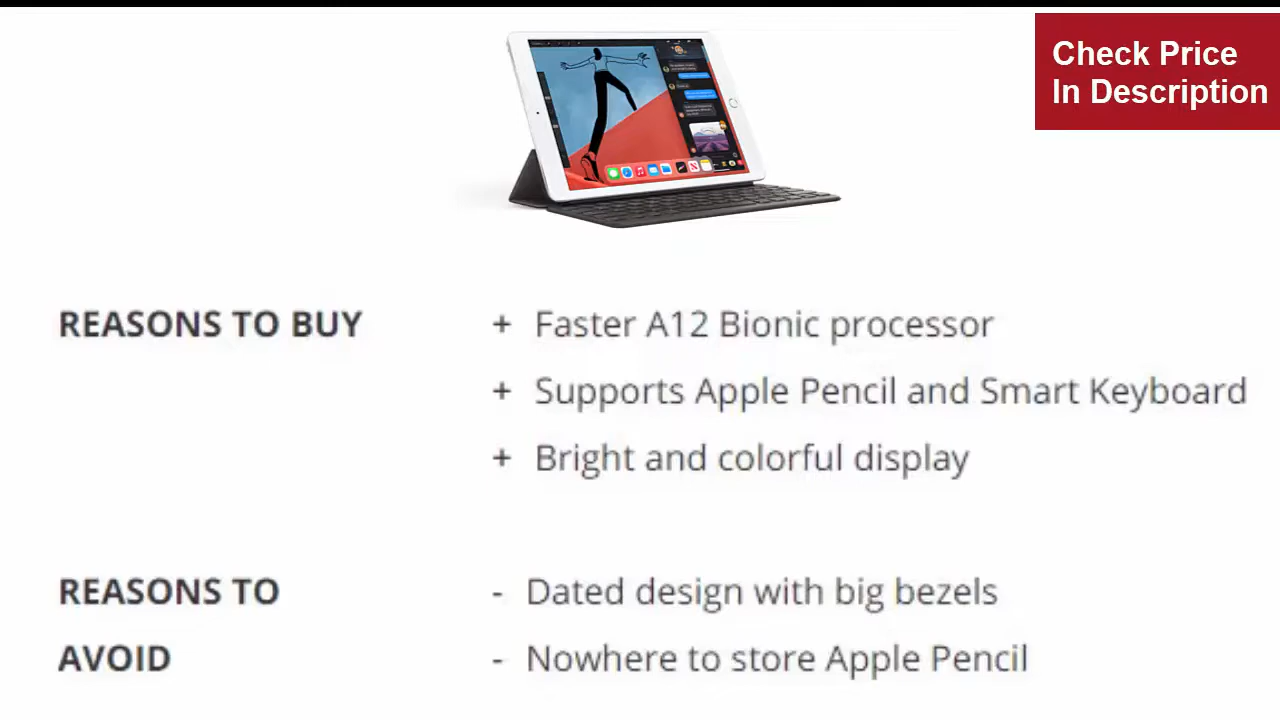 Check Price
In Description
REASONS TO BUY
+ Faster A12 Bionic processor
+ Supports Apple Pencil and Smart Keyboard
+ Bright and colorful display
REASONS TO
AVOID
- Dated design with big bezels
- Nowhere to store Apple Pencil